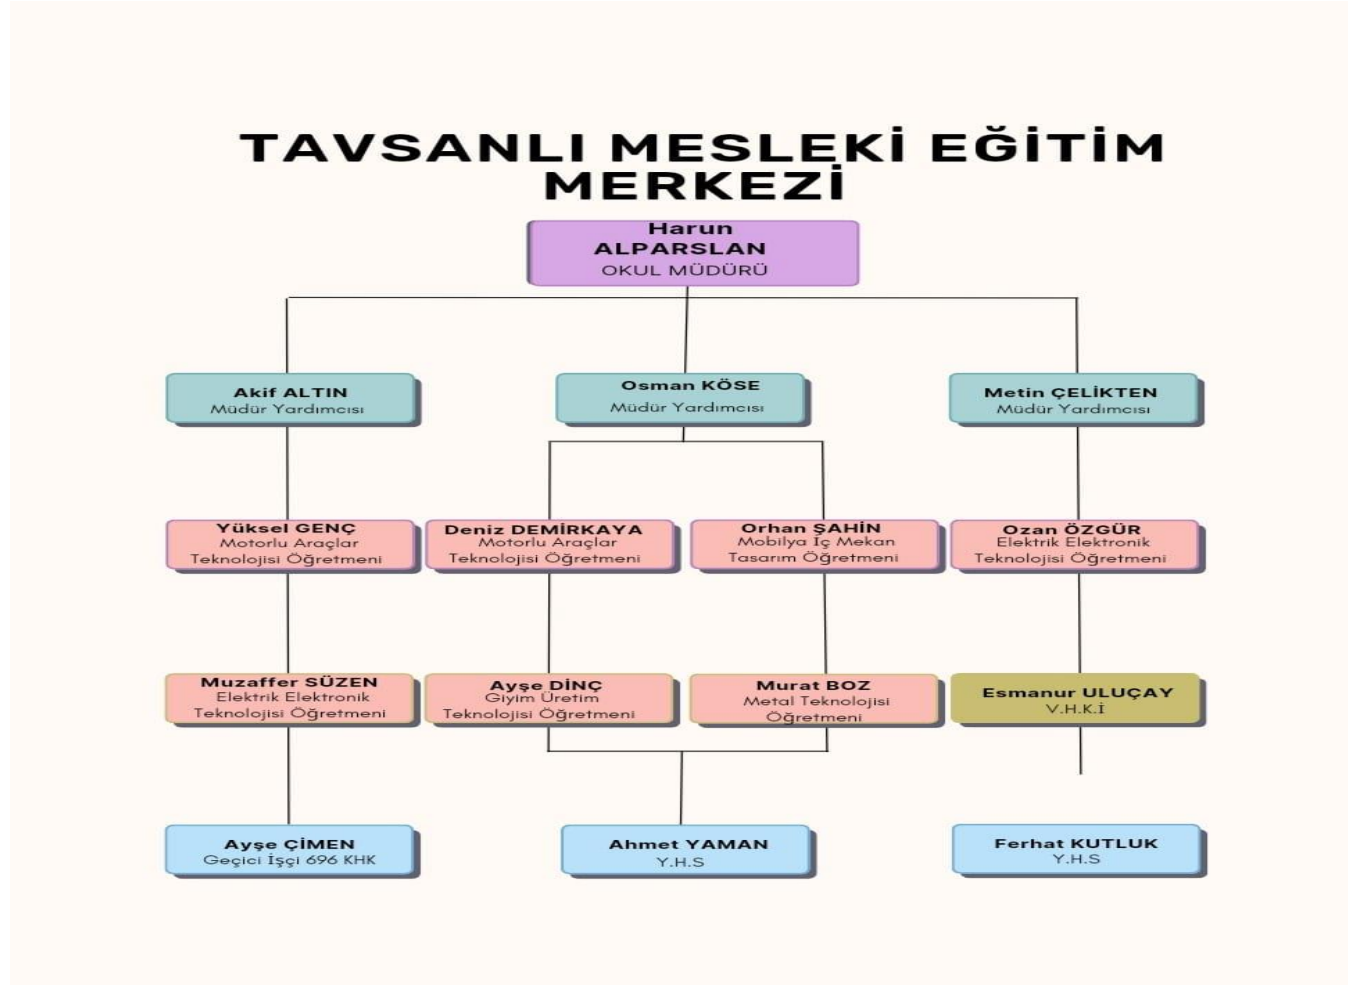 TAVSANLI MESLEKİ EĞİTİM
MERKEZİ
Harun
ALPARSLAN
OKUL MÜDÜRÜ
Akif ALTIN
Müdür Yardımcısı
Osman KÖSE
Müdür Yardımcısı
Metin ÇELİKTEN
Müdür Yardımcısı
Yüksel GENÇ
Motorlu Araçlar
Teknolojisi Öğretmeni
Deniz DEMİRKAYA
Motorlu Araçlar
Teknolojisi Öğretmeni
Orhan ŞAHİN
Mobilya İç Mekan
Tasarım Öğretmeni
Ozan ÖZGÜR
Elektrik Elektronik
Teknolojisi Öğretmeni
Muzaffer SÜZEN
Elektrik Elektronik
Teknolojisi Öğretmeni
Ayşe DİNÇ
Giyim Üretim
Teknolojisi Öğretmeni
Murat BOZ
Metal Teknolojisi
Öğretmeni
Esmanur ULUÇAY
V.H.K.İ
Ayşe ÇİMEN
Geçici İşçi 696 KHK
Ahmet YAMAN
Y.H.S
Ferhat KUTLUK
Y.H.S